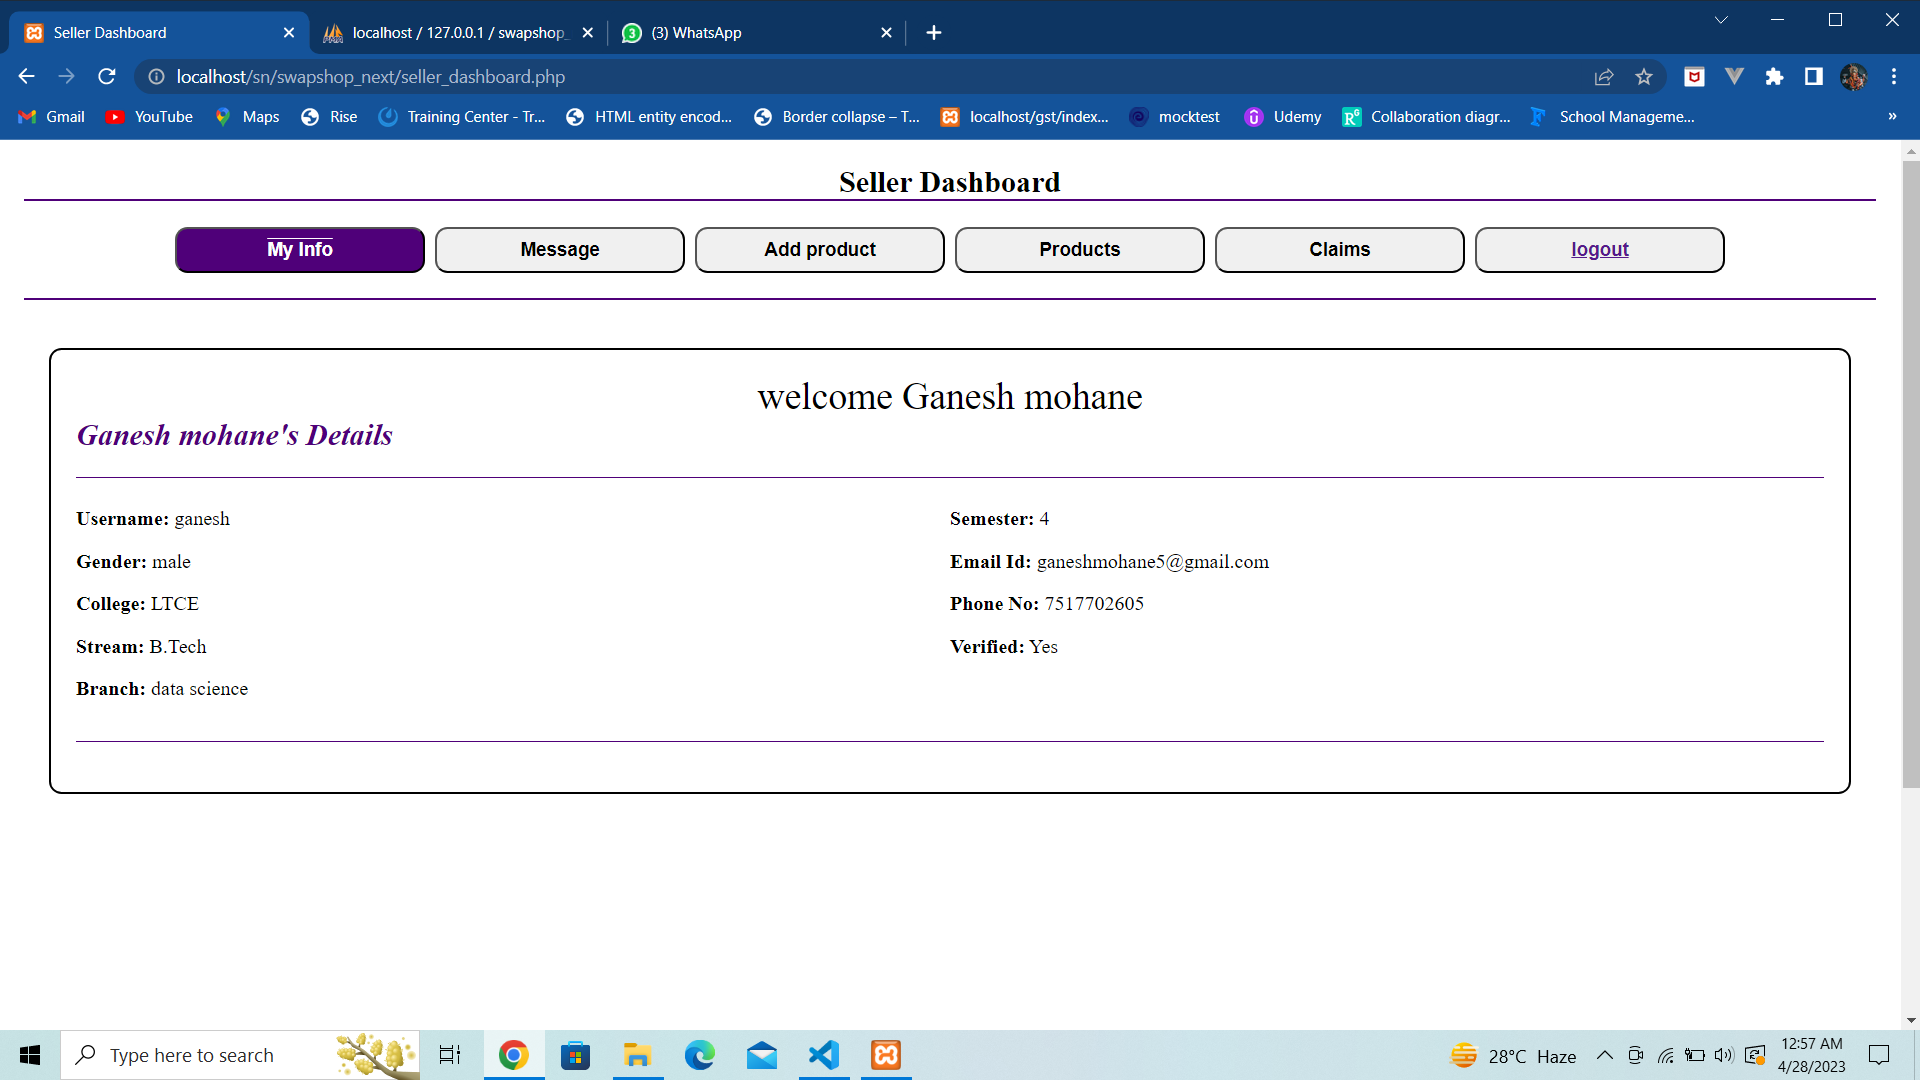 Seller Dashboard
localhost / 127.0.0.1 / swapshop_
(3) WhatsApp
localhost/sn/swapshop_next/seller_dashboard.php
Gmail
YouTube
Maps
Rise
Training Center - Tr...
HTML entity encod...
Border collapse – T...
localhost/gst/index...
mocktest
Udemy
Collaboration diagr...
School Manageme...
»
Seller Dashboard
My Info
Message
Add product
Products
Claims
logout
welcome Ganesh mohane
Ganesh mohane's Details
Username: ganesh
Semester: 4
Gender: male
Email Id: ganeshmohane5@gmail.com
College: LTCE
Phone No: 7517702605
Stream: B.Tech
Verified: Yes
Branch: data science
Type here to search
28°C Haze
12:57 AM
4/28/2023